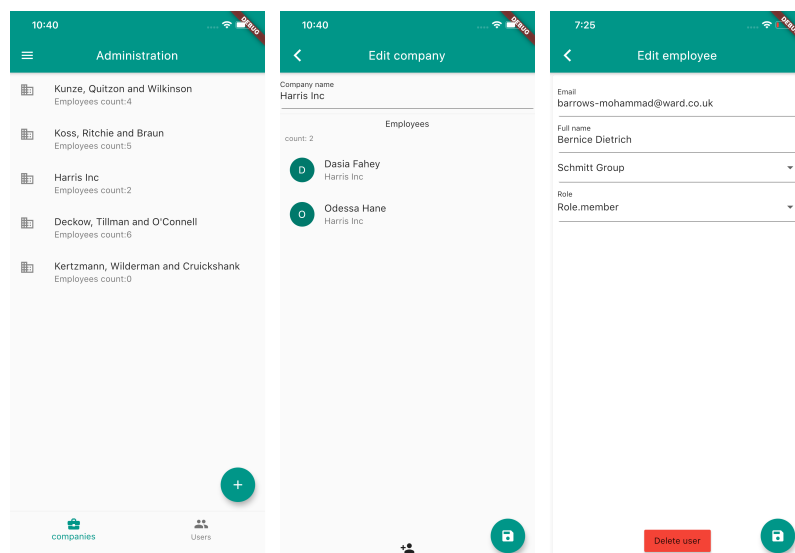 10:40
DEBUG
Administration
Kunze, Quitzon and Wilkinson
Employees count:4
Koss, Ritchie and Braun
Employees count:5
Harris Inc
Employees count:2
Deckow, Tillman and O'Connell
Employees count:6
Kertzmann, Wilderman and Cruickshank
Employees count:0
+
companies
Users
10:40
DEBUG
Edit company
Company name
Harris Inc
Employees
count: 2
D
Dasia Fahey
Harris Inc
O
Odessa Hane
Harris Inc
7:25
DEBUG
Edit employee
Email
barrows-mohammad@ward.co.uk
Full name
Bernice Dietrich
Schmitt Group
Role
Role.member
Delete user